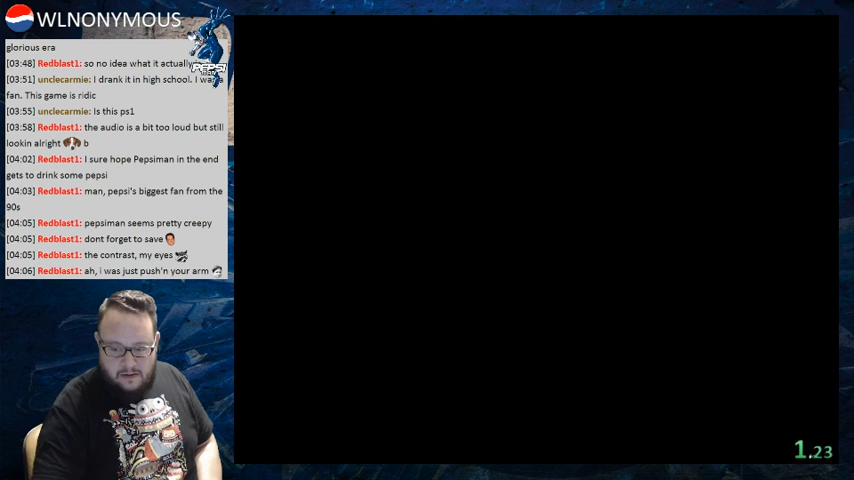 WLNONYMOUS
PEPSI
glorious era
[03:48] Redblast1: so no idea what it actually
[03:51] unclecarmie: I drank it in high school. I was a
fan. This game is ridic
[03:55] unclecarmie: Is this ps1
[03:58] Redblast1: the audio is a bit too loud but still
lookin alright b
[04:02] Redblast1: I sure hope Pepsiman in the end
gets to drink some pepsi
[04:03] Redblast1: man, pepsi's biggest fan from the
90s
[04:05] Redblast1: pepsiman seems pretty creepy
[04:05] Redblast1: dont forget to save
[04:05] Redblast1: the contrast, my eyes
[04:06] Redblast1: ah, i was just push'n your arm
1.23